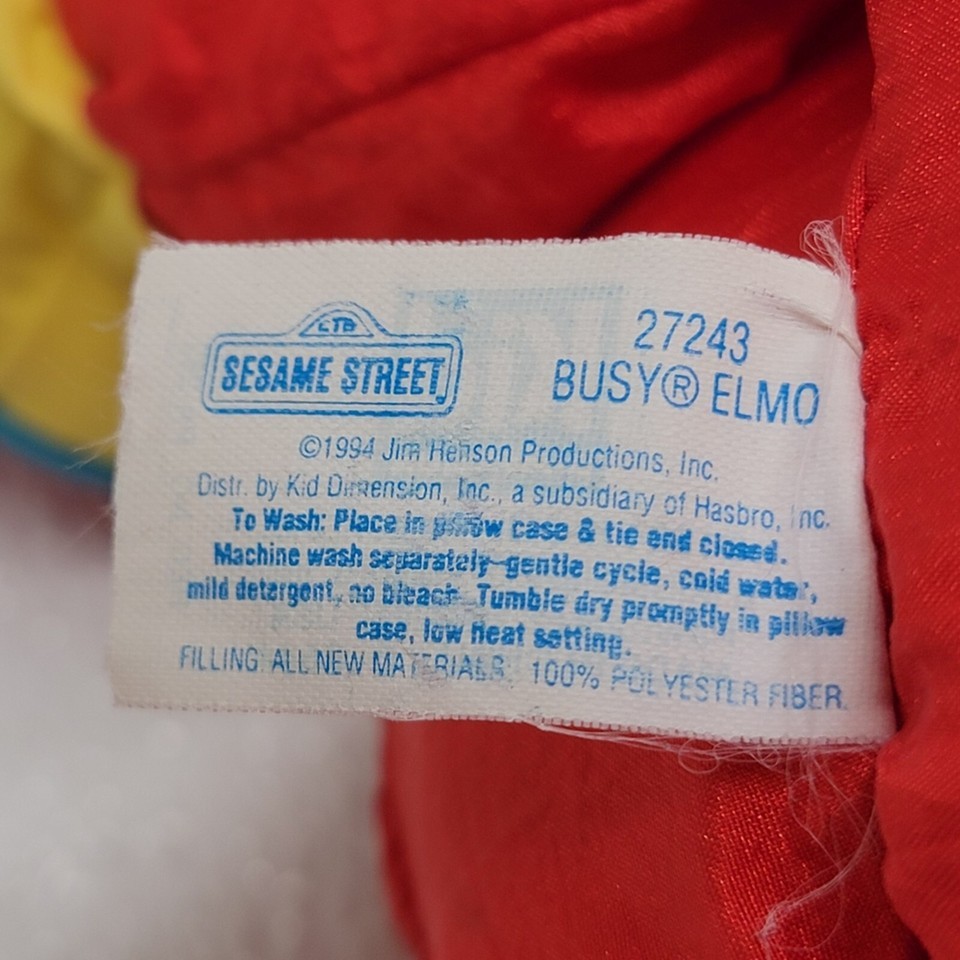 CTB
SESAME STREET
27243
BUSY® ELMO
©1994 Jim Henson Productions, Inc.
Distr. by Kid Dimension, Inc., a subsidiary of Hasbro, Inc.
To Wash: Place in pillow case & tie end closed.
Machine wash separately-gentle cycle, cold water,
mild detergent, no bleach. Tumble dry promptly in pillow
case, low heat setting.
FILLING: ALL NEW MATERIALS. 100% POLYESTER FIBER.